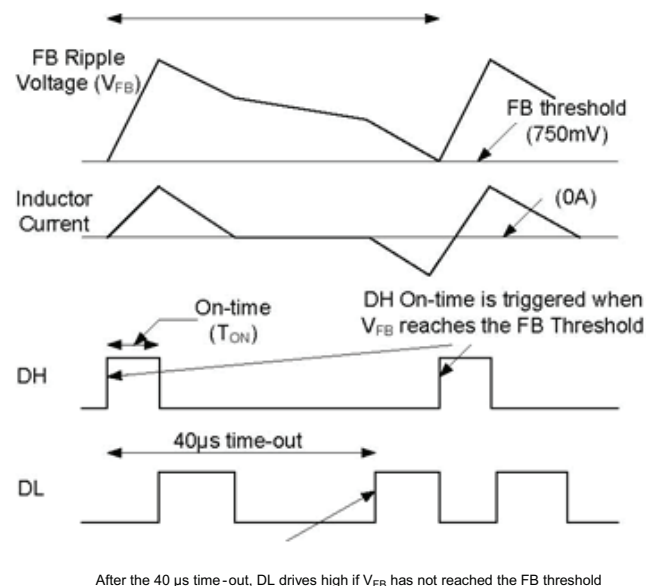 FB Ripple
Voltage (VFB)
FB threshold
(750mV)
Inductor
Current
(0A)
On-time
(TON)
DH On-time is triggered when
VFB reaches the FB Threshold
DH
40µs time-out
DL
After the 40 µs time-out, DL drives high if VFB has not reached the FB threshold